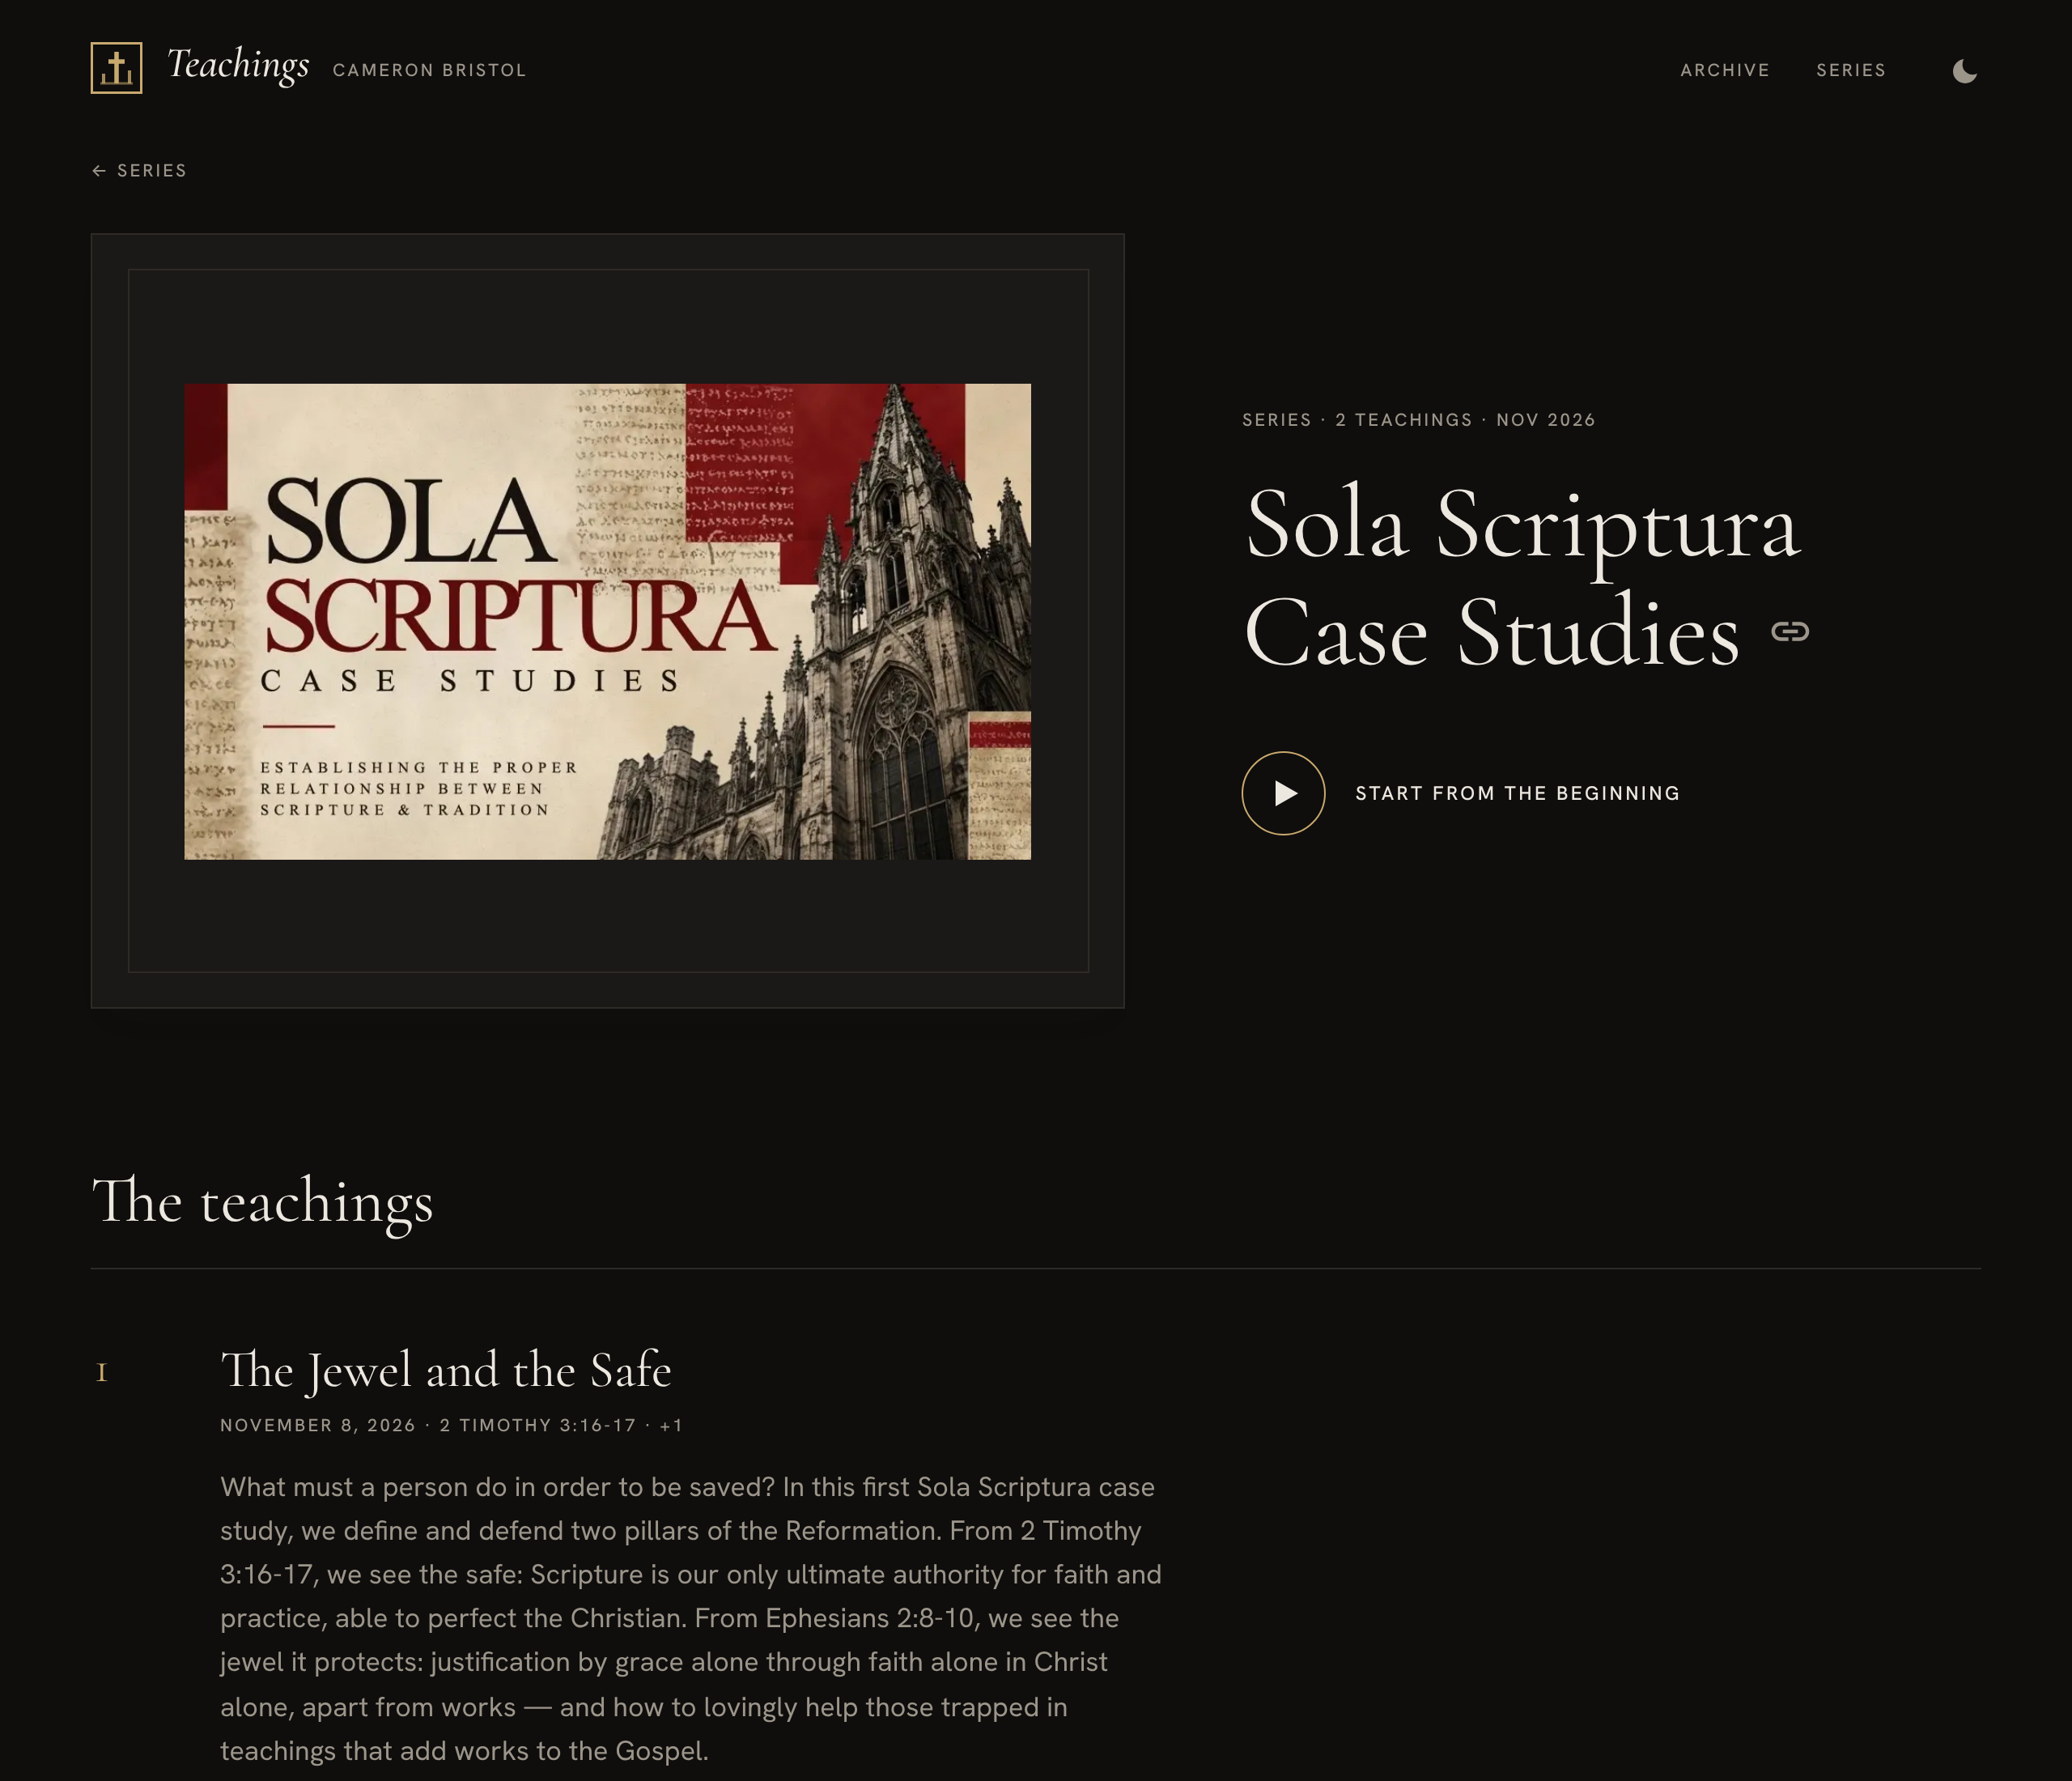 Teachings CAMERON BRISTOL
ARCHIVE SERIES
← SERIES
SOLA
SCRIPTURA
CASE STUDIES
ESTABLISHING THE PROPER
RELATIONSHIP BETWEEN
SCRIPTURE & TRADITION
SERIES · 2 TEACHINGS · NOV 2026
Sola Scriptura
Case Studies
START FROM THE BEGINNING
The teachings
1
The Jewel and the Safe
NOVEMBER 8, 2026 · 2 TIMOTHY 3:16-17 · +1
What must a person do in order to be saved? In this first Sola Scriptura case
study, we define and defend two pillars of the Reformation. From 2 Timothy
3:16-17, we see the safe: Scripture is our only ultimate authority for faith and
practice, able to perfect the Christian. From Ephesians 2:8-10, we see the
jewel it protects: justification by grace alone through faith alone in Christ
alone, apart from works — and how to lovingly help those trapped in
teachings that add works to the Gospel.